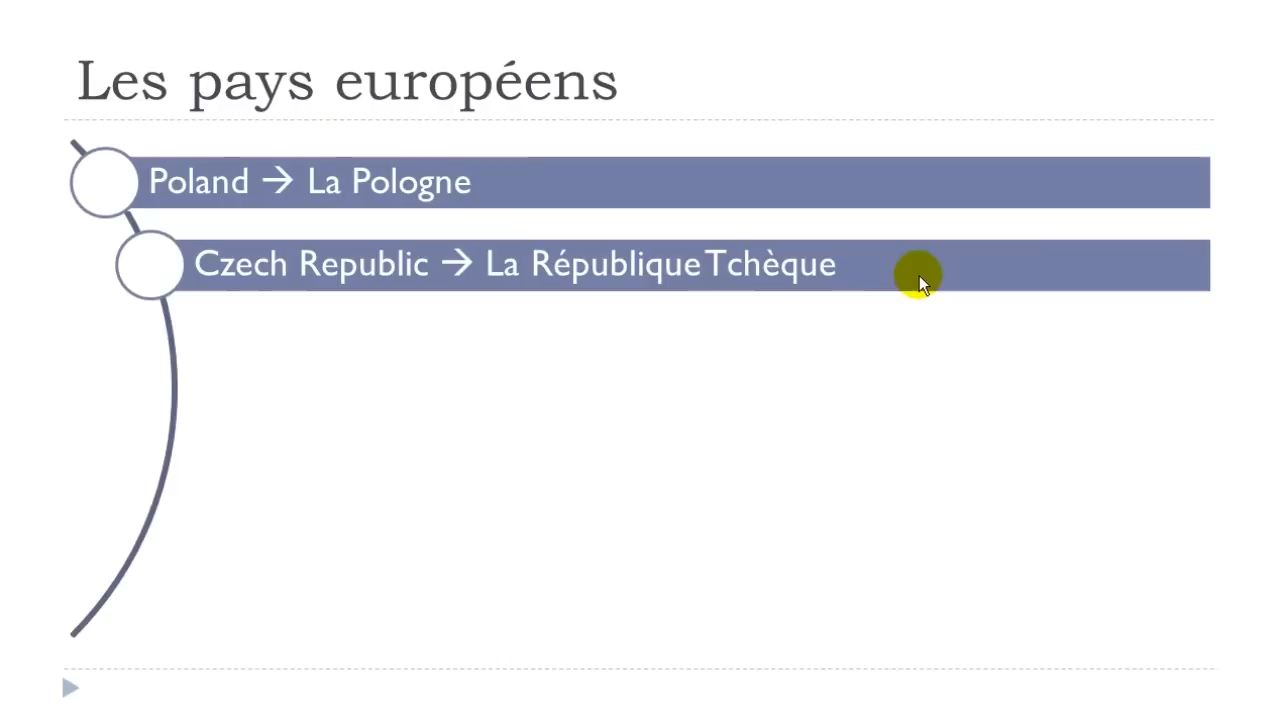 Les pays européens
Poland → La Pologne
Czech Republic → La République Tchèque